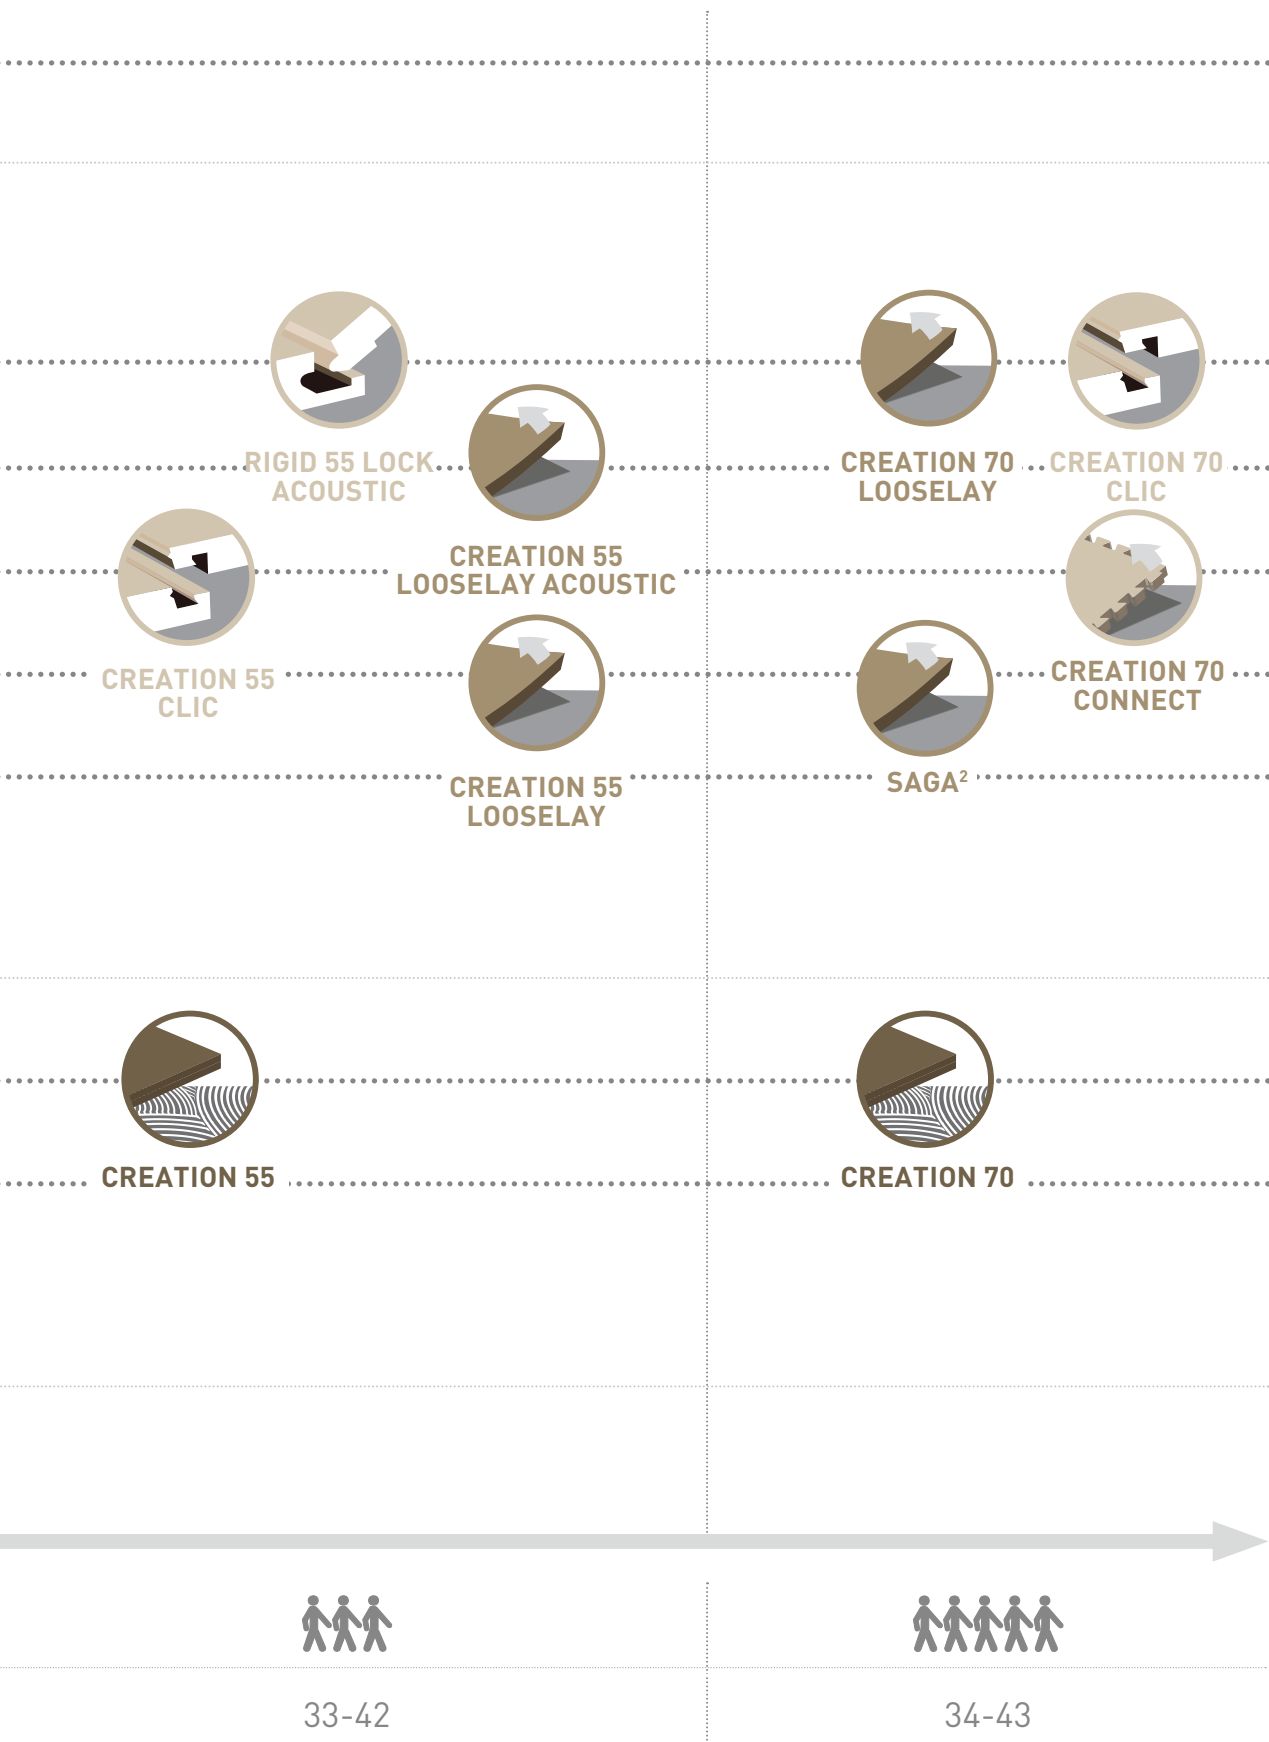 RIGID 55 LOCK
ACOUSTIC
CREATION 70
LOOSELAY
CREATION 70
CLIC
CREATION 55
LOOSELAY ACOUSTIC
CREATION 55
CLIC
CREATION 70
CONNECT
CREATION 55
LOOSELAY
SAGA²
CREATION 55
CREATION 70
33-42
34-43